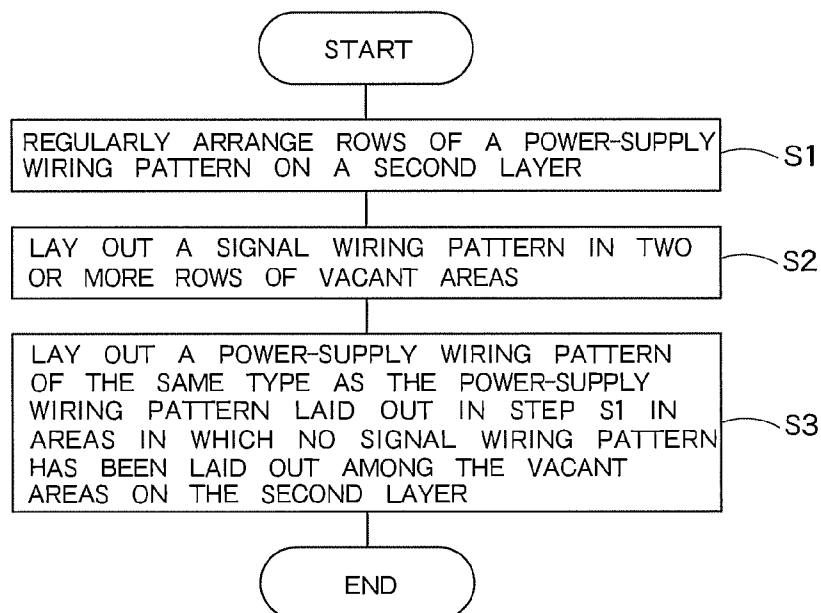 START
REGULARLY ARRANGE ROWS OF A POWER-SUPPLY
WIRING PATTERN ON A SECOND LAYER
S1
LAY OUT A SIGNAL WIRING PATTERN IN TWO
OR MORE ROWS OF VACANT AREAS
S2
LAY OUT A POWER-SUPPLY WIRING PATTERN
OF THE SAME TYPE AS THE POWER-SUPPLY
WIRING PATTERN LAID OUT IN STEP S1 IN
AREAS IN WHICH NO SIGNAL WIRING PATTERN
HAS BEEN LAID OUT AMONG THE VACANT
AREAS ON THE SECOND LAYER
S3
END